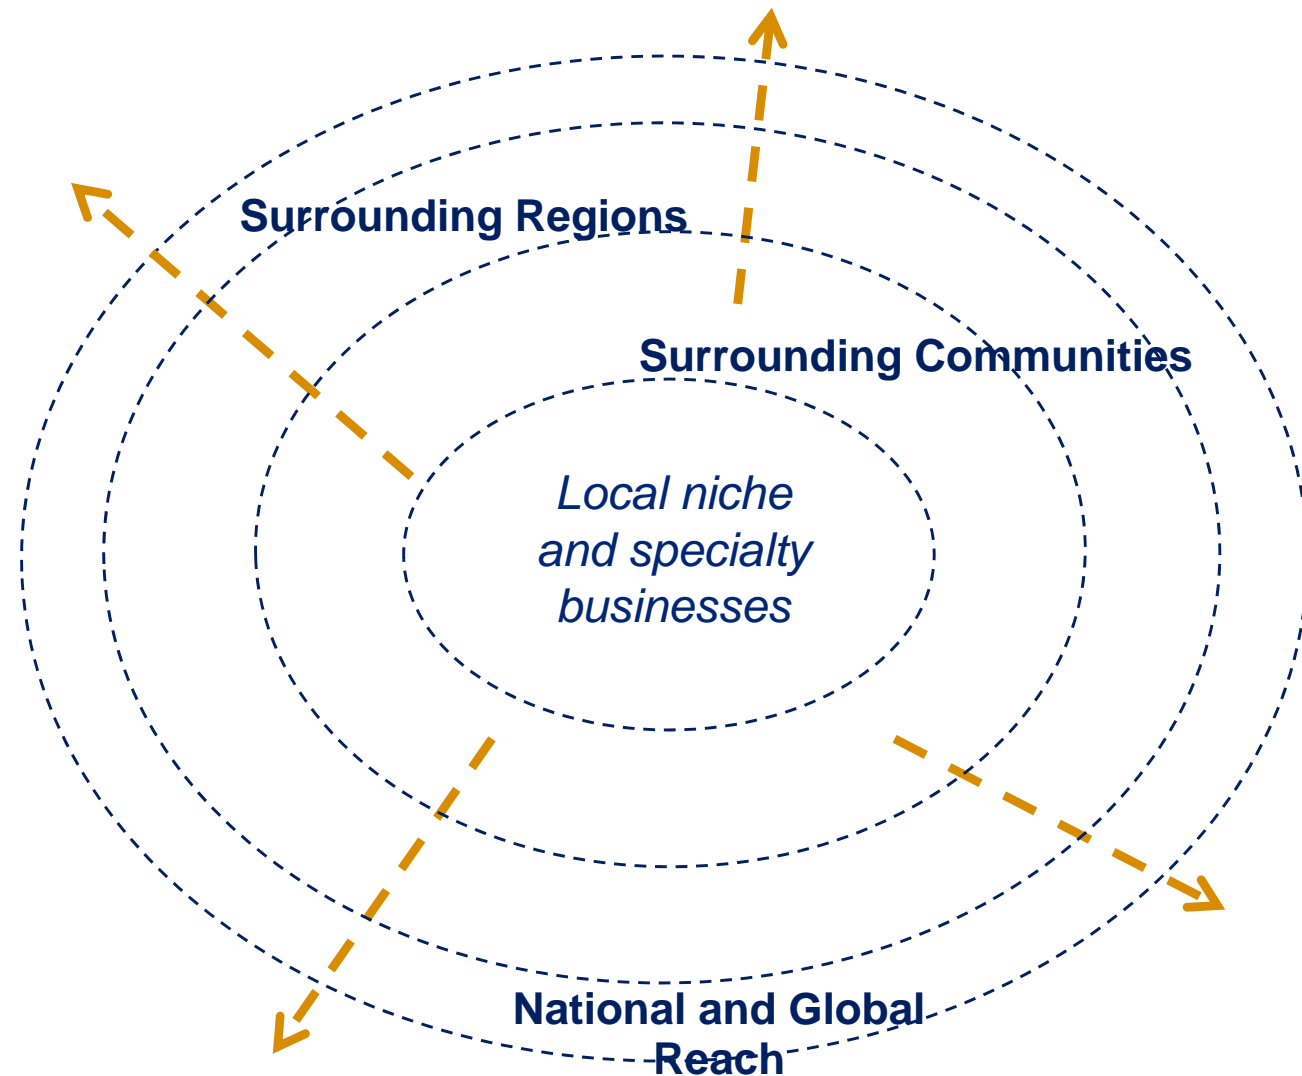 Surrounding Regions
Surrounding Communities
Local niche
and specialty
businesses
National and Global
Reach